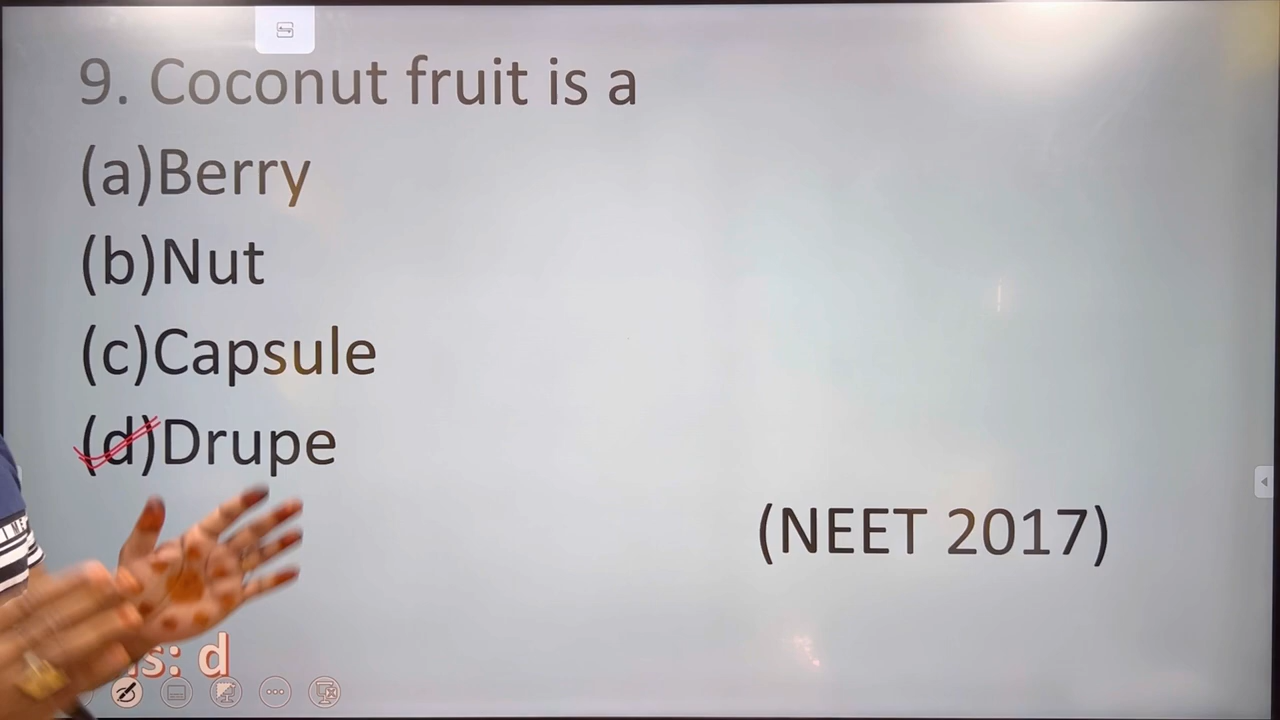 9. Coconut fruit is a
(a)Berry
(b)Nut
(c)Capsule
(d)Drupe
(NEET 2017)
s: d